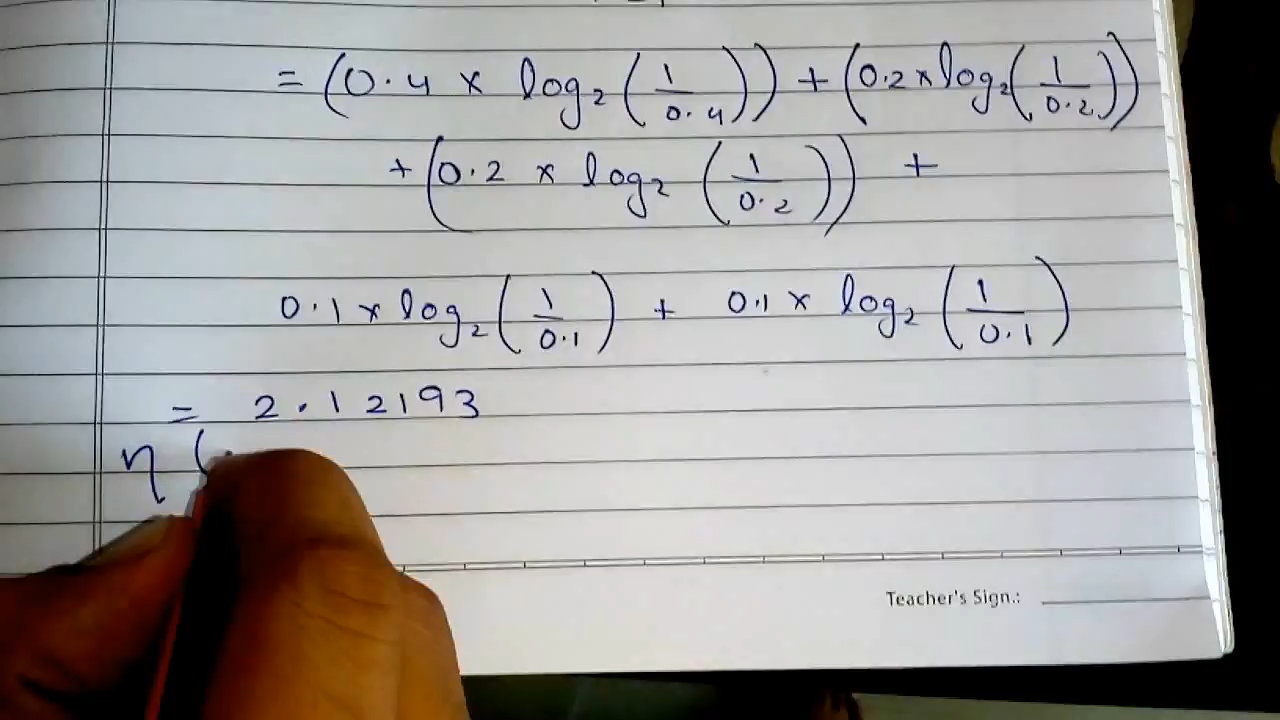 = (0.4 × log₂ (1/0.4)) + (0.2 × log₂ (1/0.2))
+ (0.2 × log₂ (1/0.2)) +
0.1 × log₂ (1/0.1) + 0.1 × log₂ (1/0.1)
= 2.12193
η (
Teacher's Sign.: